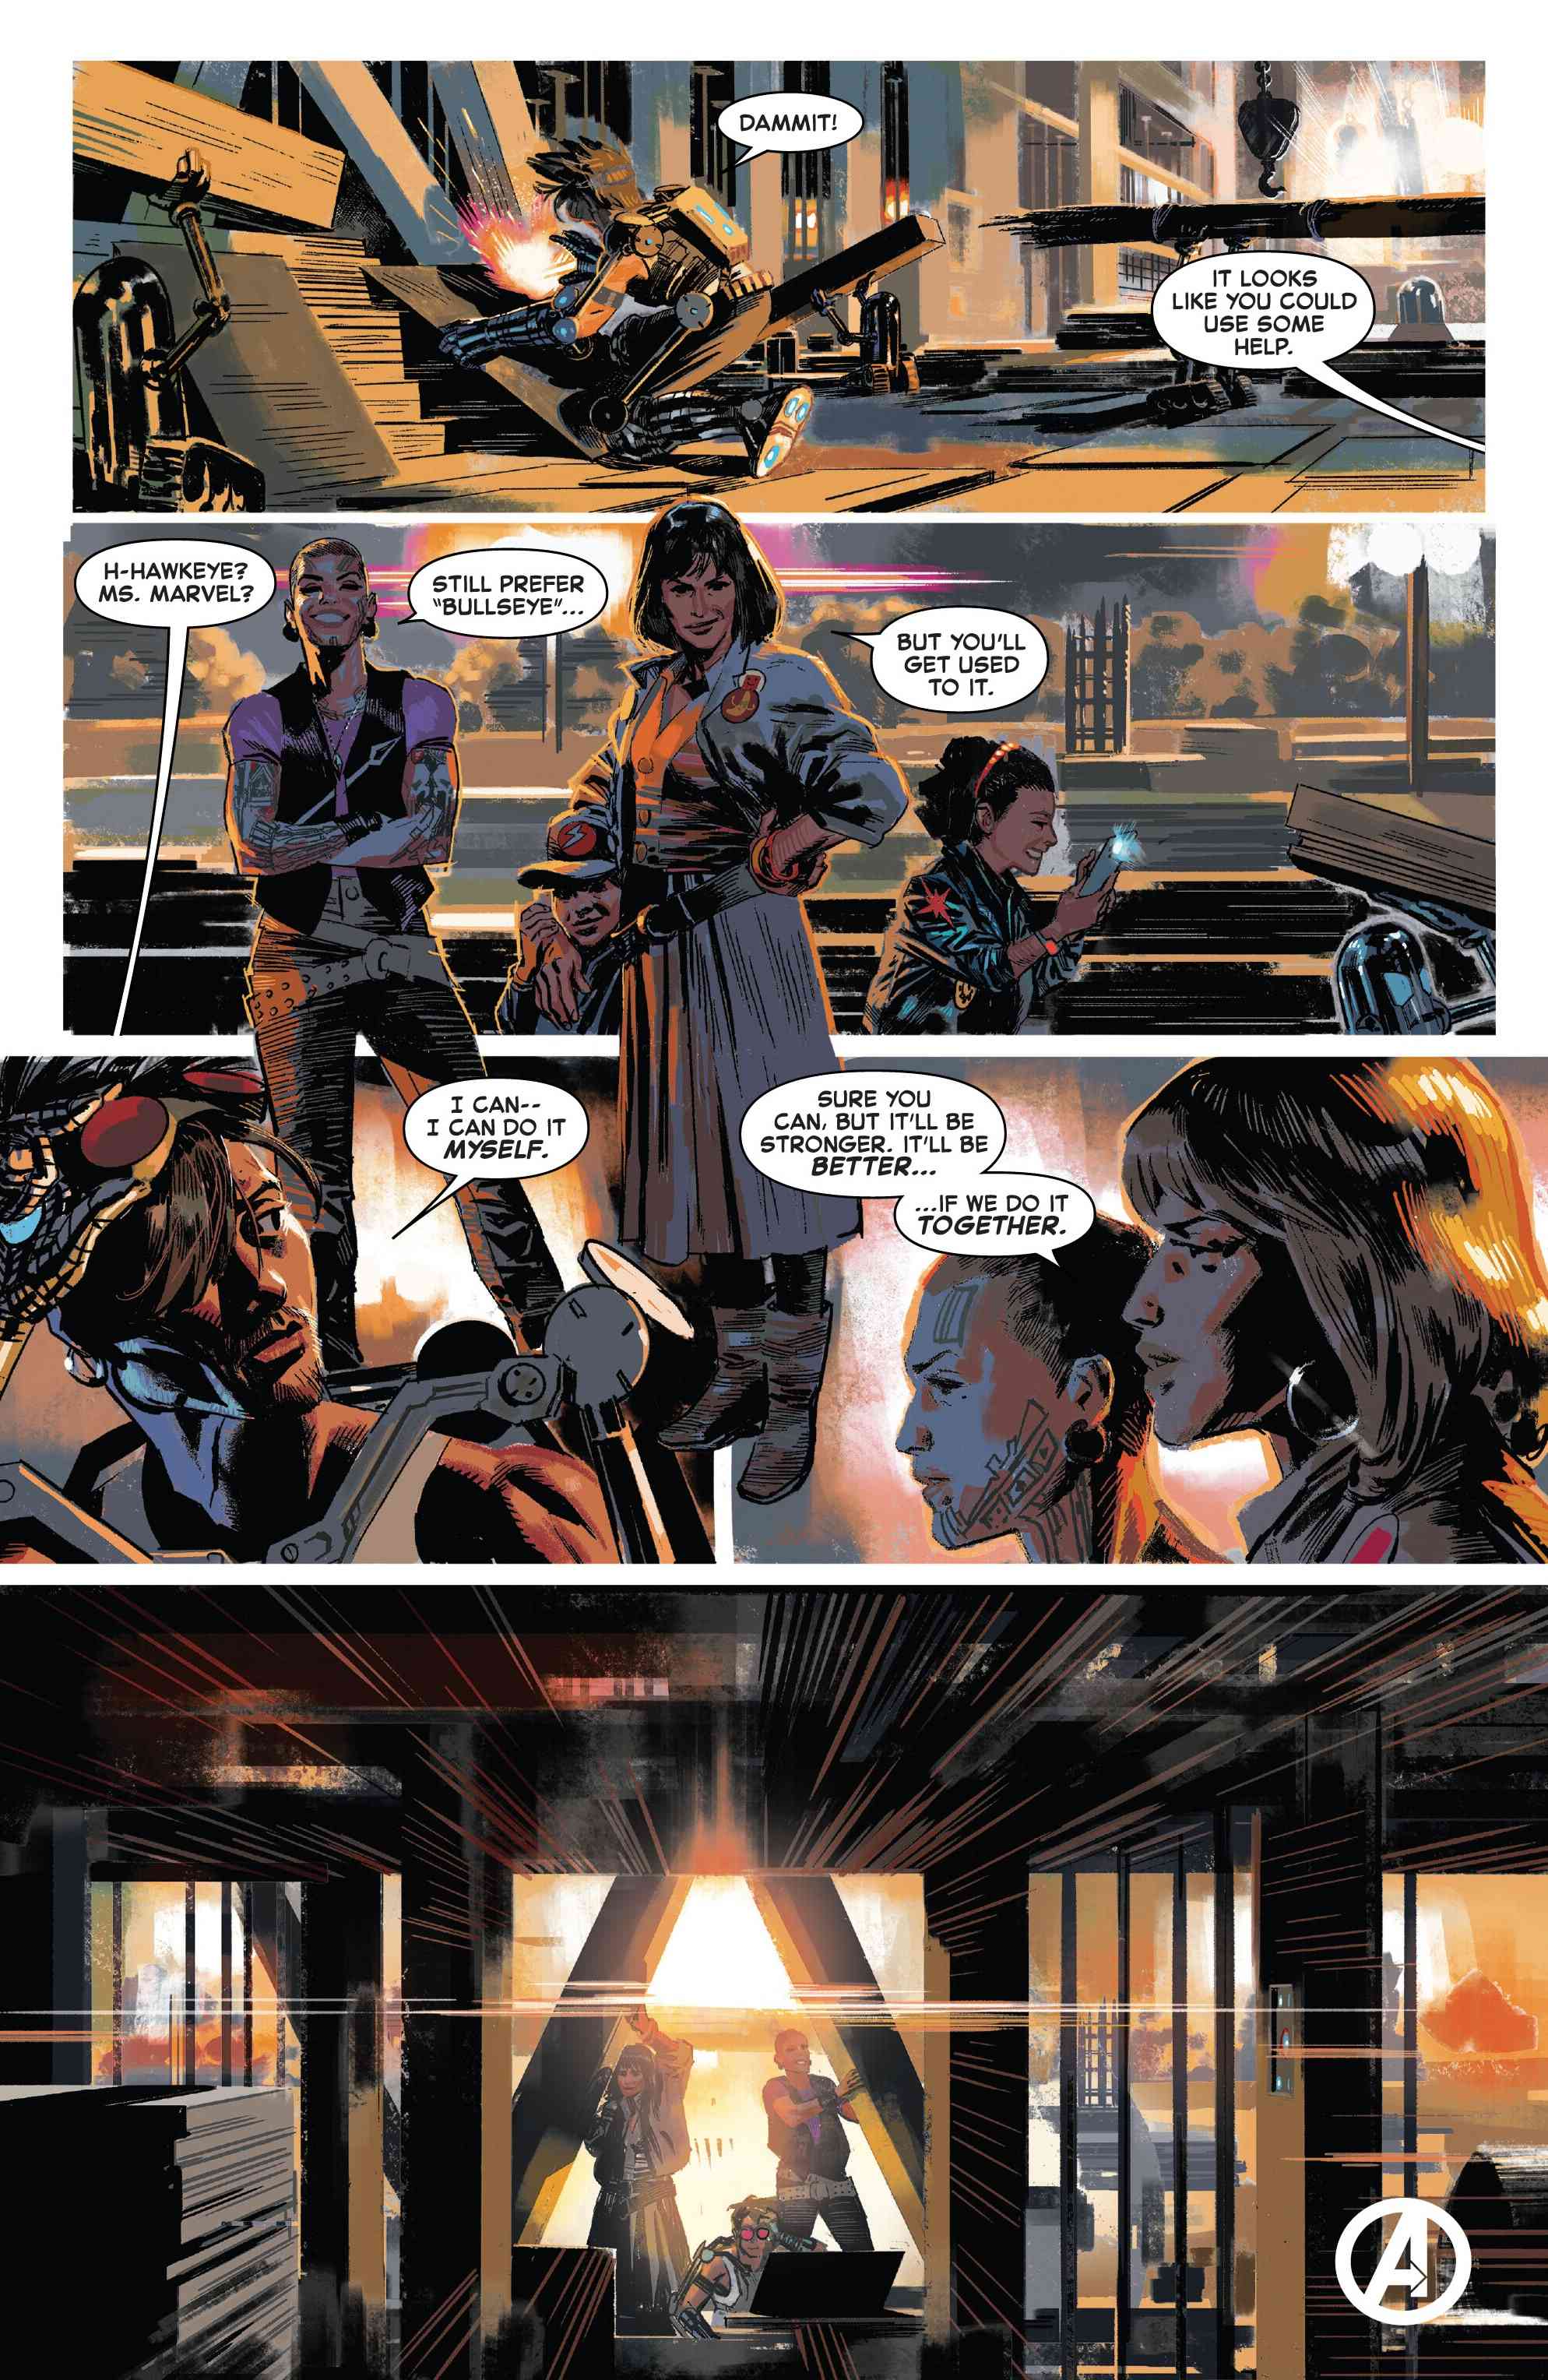 DAMMIT!
IT LOOKS
LIKE YOU COULD
USE SOME
HELP.
H-HAWKEYE?
MS. MARVEL?
STILL PREFER
"BULLSEYE"...
BUT YOU'LL
GET USED
TO IT.
I CAN--
I CAN DO IT
MYSELF.
SURE YOU
CAN, BUT IT'LL BE
STRONGER. IT'LL BE
BETTER...
...IF WE DO IT
TOGETHER.
A